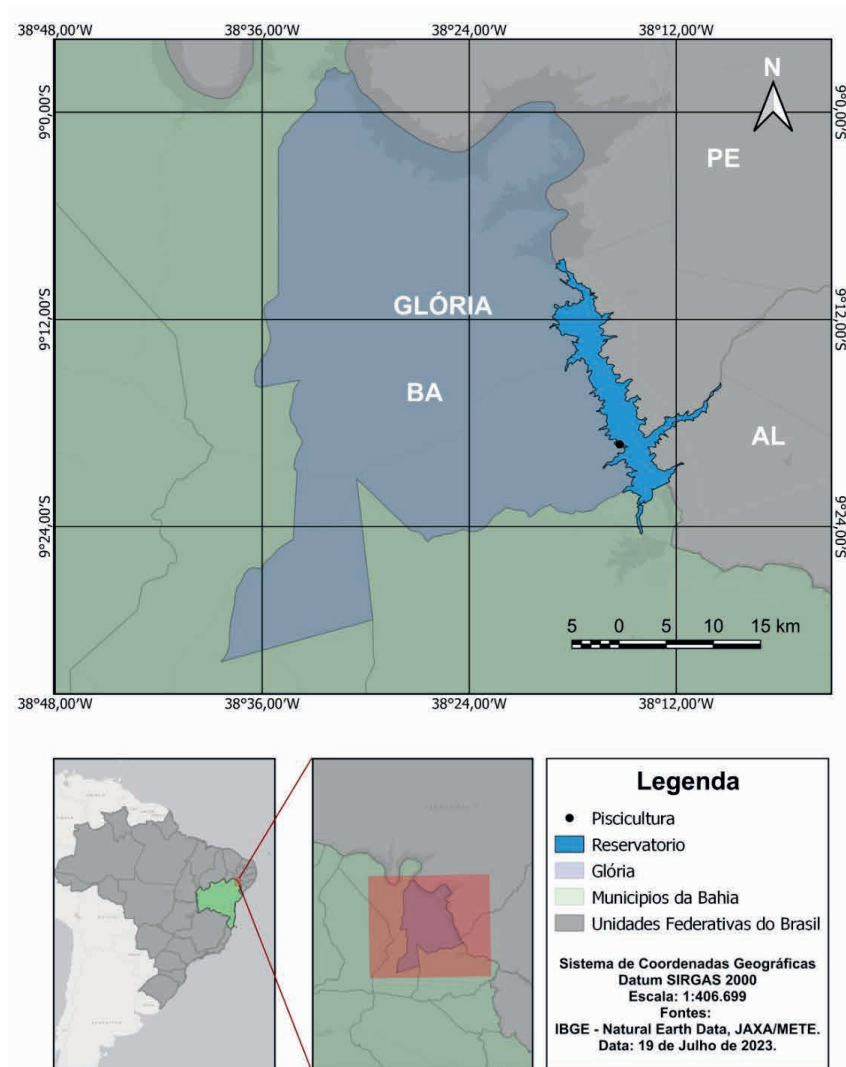 38°48,00'W 38°36,00'W 38°24,00'W 38°12,00'W
N
9°0,00'S 9°0,00'S
PE
GLÓRIA
9°12,00'S 9°12,00'S
BA
AL
9°24,00'S 9°24,00'S
5 0 5 10 15 km
38°48,00'W 38°36,00'W 38°24,00'W 38°12,00'W
Legenda
Piscicultura
Reservatorio
Glória
Municipios da Bahia
Unidades Federativas do Brasil
Sistema de Coordenadas Geográficas
Datum SIRGAS 2000
Escala: 1:406.699
Fontes:
IBGE - Natural Earth Data, JAXA/METE.
Data: 19 de Julho de 2023.